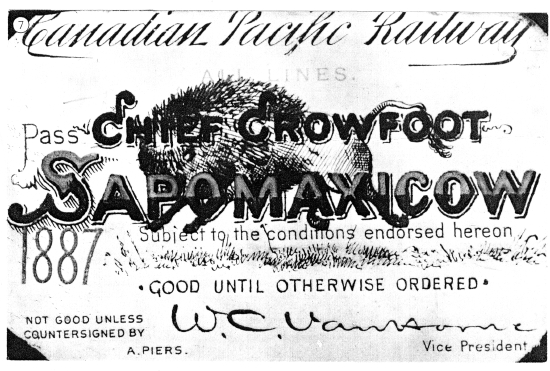 7
Canadian Pacific Railway
ALL LINES.
Pass CHIEF CROWFOOT
SAPOMAXICOW
1887 Subject to the conditions endorsed hereon
• GOOD UNTIL OTHERWISE ORDERED •
NOT GOOD UNLESS
COUNTERSIGNED BY
A. PIERS.
W. C. Van Horne
Vice President